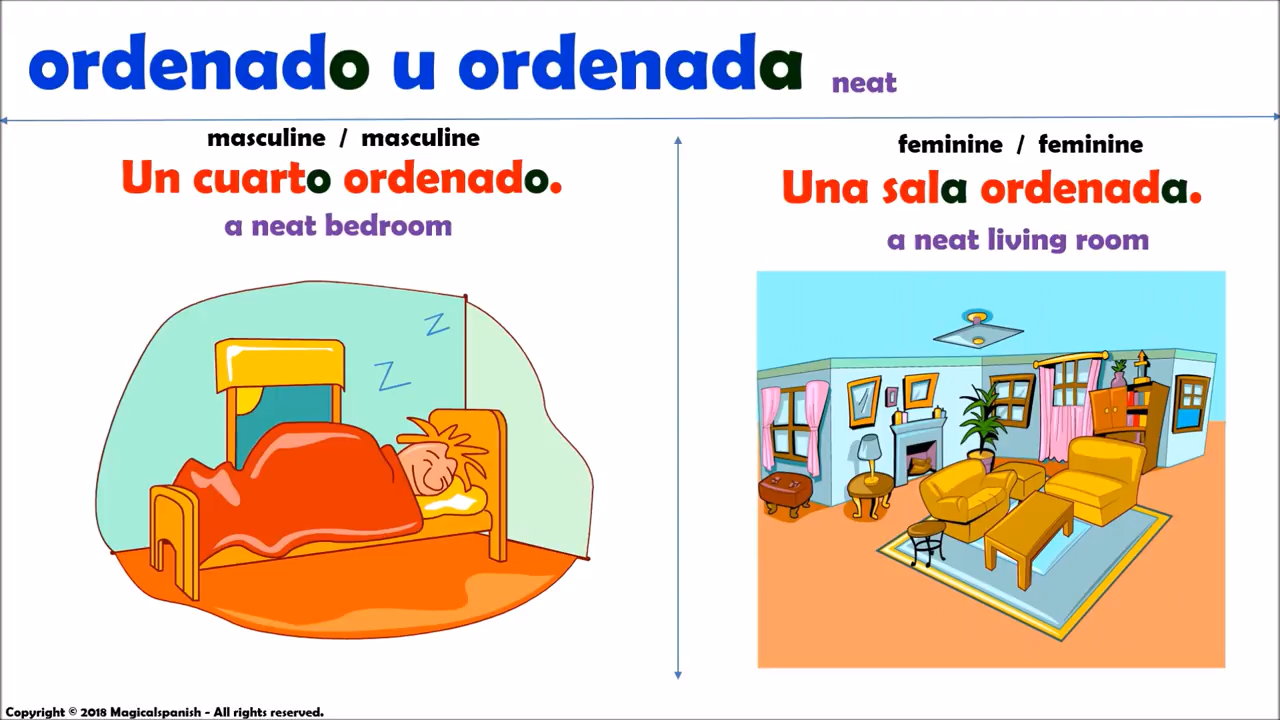 ordenado u ordenada neat
masculine / masculine
Un cuarto ordenado.
a neat bedroom
Z
Z
feminine / feminine
Una sala ordenada.
a neat living room
Copyright © 2018 Magicalspanish - All rights reserved.